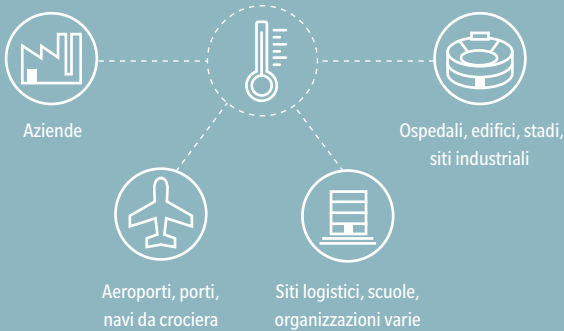 Aziende
Ospedali, edifici, stadi,
siti industriali
Aeroporti, porti,
navi da crociera
Siti logistici, scuole,
organizzazioni varie